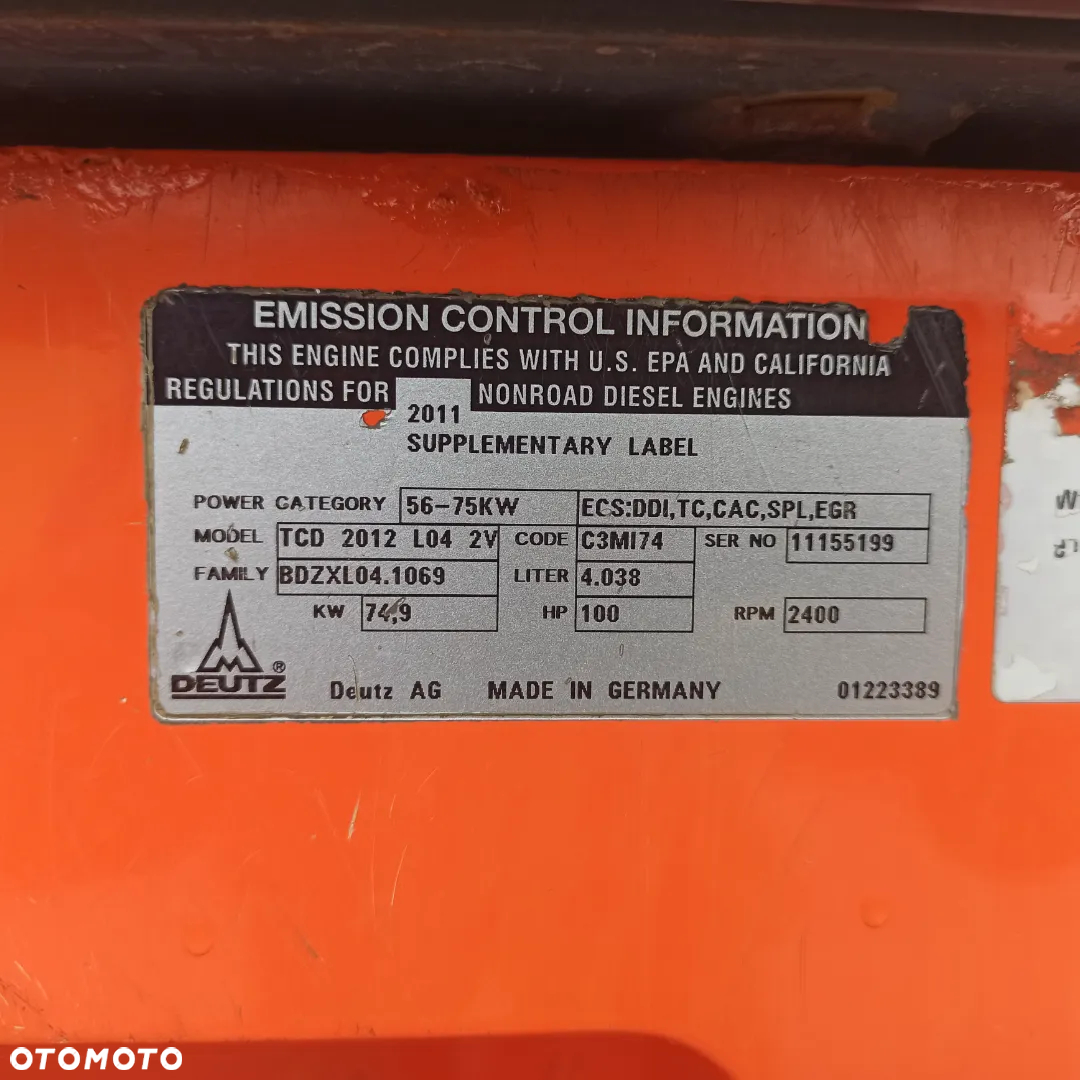 EMISSION CONTROL INFORMATION
THIS ENGINE COMPLIES WITH U.S. EPA AND CALIFORNIA
REGULATIONS FOR 2011 NONROAD DIESEL ENGINES
SUPPLEMENTARY LABEL
POWER CATEGORY 56-75KW ECS:DDI,TC,CAC,SPL,EGR
MODEL TCD 2012 L04 2V CODE C3MI74 SER NO 11155199
FAMILY BDZXL04.1069 LITER 4.038
KW 74,9 HP 100 RPM 2400
DEUTZ ® Deutz AG MADE IN GERMANY 01223389
OTOMOTO